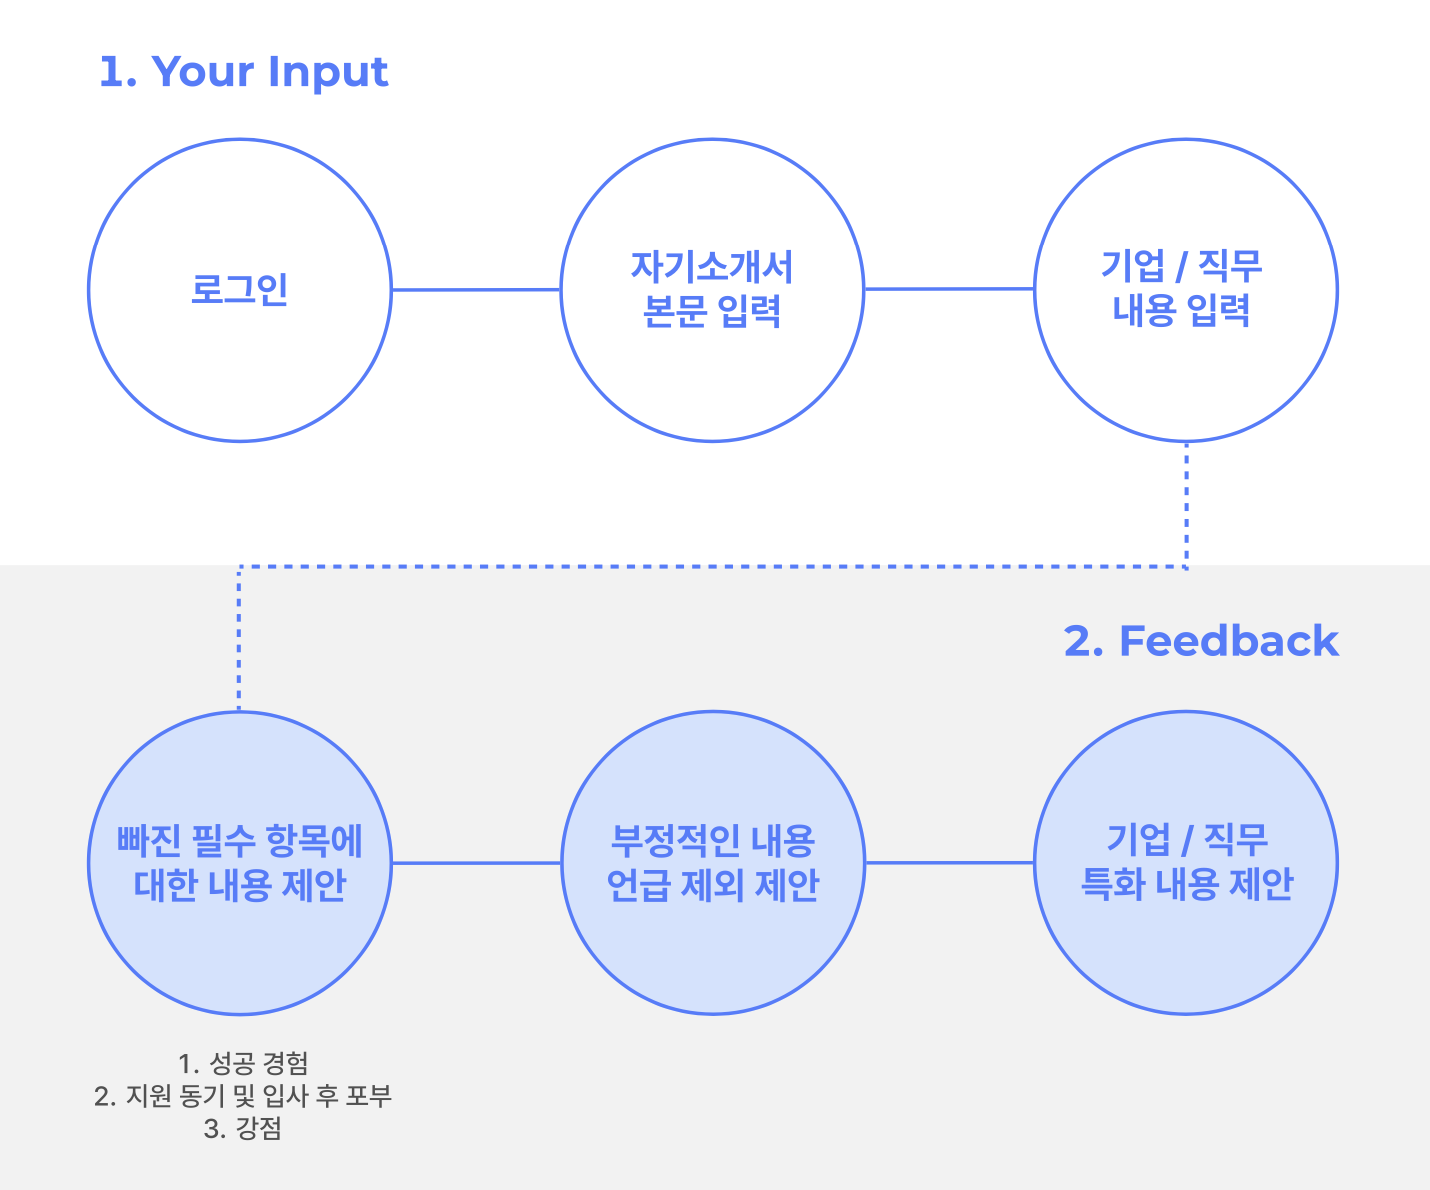 1. Your Input
로그인
자기소개서
본문 입력
기업 / 직무
내용 입력
2. Feedback
빠진 필수 항목에
대한 내용 제안
부정적인 내용
언급 제외 제안
기업 / 직무
특화 내용 제안
1. 성공 경험
2. 지원 동기 및 입사 후 포부
3. 강점